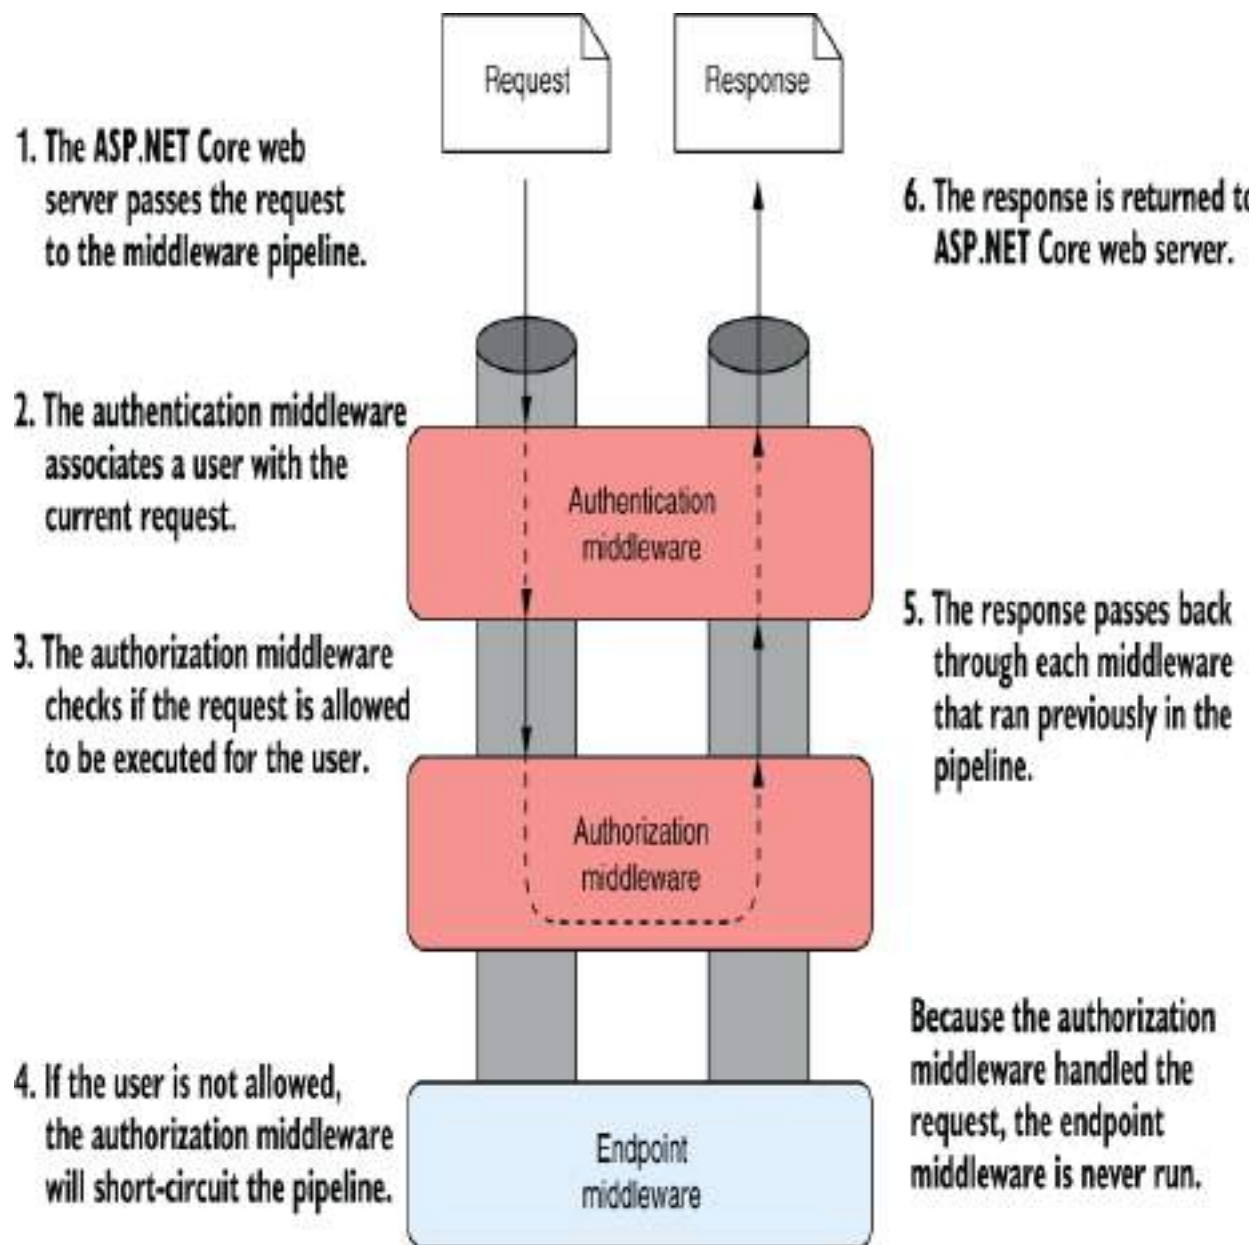 Request
Response
1. The ASP.NET Core web
server passes the request
to the middleware pipeline.
6. The response is returned to
ASP.NET Core web server.
2. The authentication middleware
associates a user with the
current request.
Authentication
middleware
3. The authorization middleware
checks if the request is allowed
to be executed for the user.
5. The response passes back
through each middleware
that ran previously in the
pipeline.
Authorization
middleware
4. If the user is not allowed,
the authorization middleware
will short-circuit the pipeline.
Because the authorization
middleware handled the
request, the endpoint
middleware is never run.
Endpoint
middleware